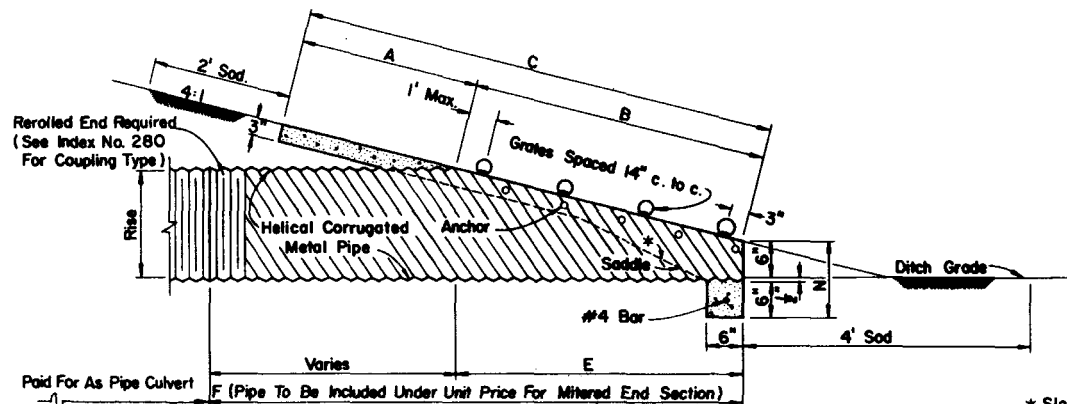 C
A
2' Sod.
1' Max.
B
4:1
3"
Rerolled End Required
(See Index No. 280
For Coupling Type)
Grates Spaced 14" c. to c.
Rise
Helical Corrugated
Metal Pipe
Anchor
*
Saddle
3"
6"
N
Ditch Grade
6"
#4 Bar
6"
4' Sod
Varies
E
Paid For As Pipe Culvert
F (Pipe To Be Included Under Unit Price For Mitered End Section)